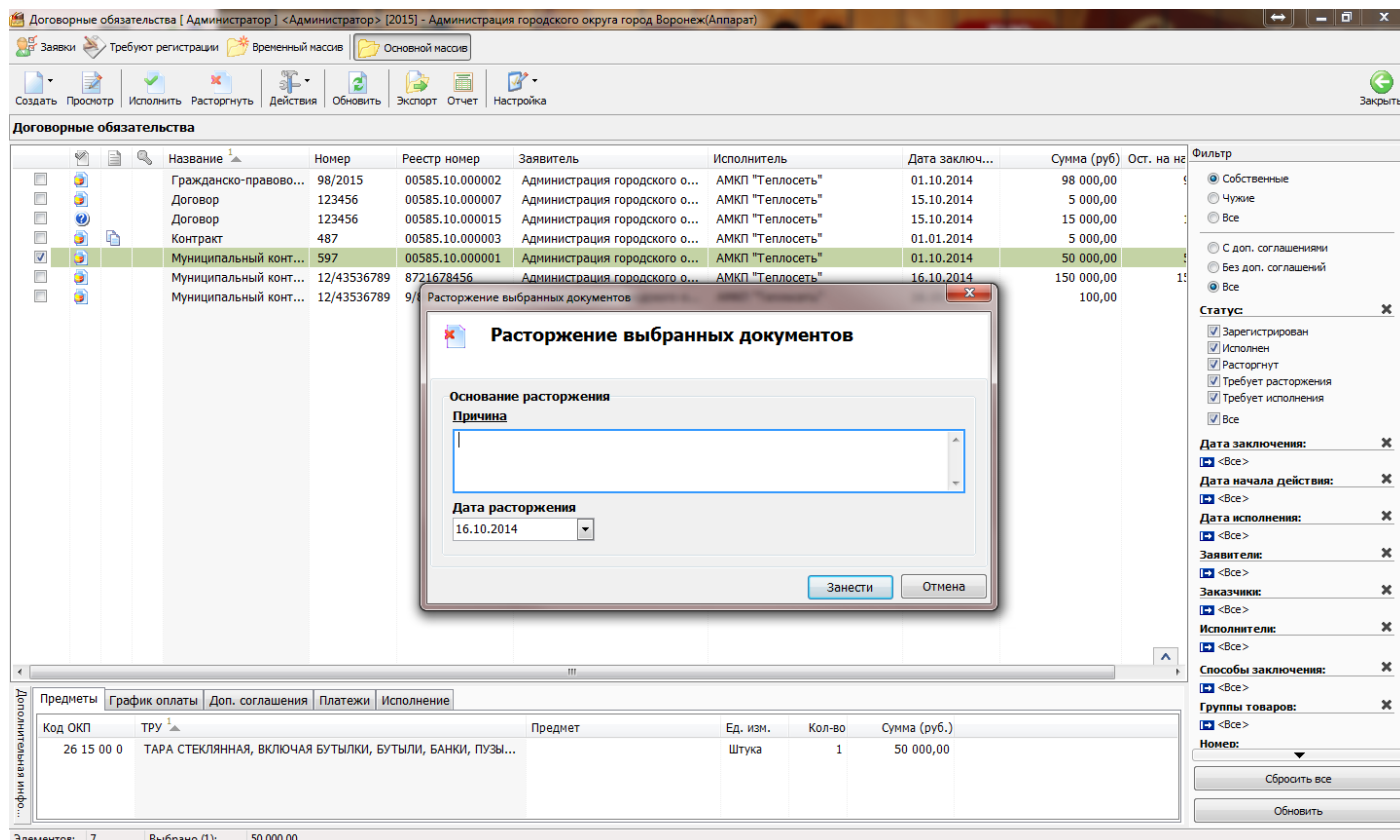 Договорные обязательства [ Администратор ] <Администратор> [2015] - Администрация городского округа город Воронеж(Аппарат)
Заявки Требуют регистрации Временный массив Основной массив
Создать Просмотр Исполнить Расторгнуть Действия Обновить Экспорт Отчет Настройка Закрыть
Договорные обязательства
Название 1 Номер Реестр номер Заявитель Исполнитель Дата заключ... Сумма (руб) Ост. на на
Гражданско-правово... 98/2015 00585.10.000002 Администрация городского о... АМКП "Теплосеть" 01.10.2014 98 000,00
Договор 123456 00585.10.000007 Администрация городского о... АМКП "Теплосеть" 15.10.2014 5 000,00
Договор 123456 00585.10.000015 Администрация городского о... АМКП "Теплосеть" 15.10.2014 15 000,00
Контракт 487 00585.10.000003 Администрация городского о... АМКП "Теплосеть" 01.01.2014 5 000,00
Муниципальный конт... 597 00585.10.000001 Администрация городского о... АМКП "Теплосеть" 01.10.2014 50 000,00
Муниципальный конт... 12/43536789 8721678456 Администрация городского о... АМКП "Теплосеть" 16.10.2014 150 000,00 15
Муниципальный конт... 12/43536789 9/ 100,00
Расторжение выбранных документов
Расторжение выбранных документов
Основание расторжения
Причина
Дата расторжения
16.10.2014
Занести Отмена
Фильтр
Собственные
Чужие
Все
С доп. соглашениями
Без доп. соглашений
Все
Статус:
Зарегистрирован
Исполнен
Расторгнут
Требует расторжения
Требует исполнения
Все
Дата заключения:
<Все>
Дата начала действия:
<Все>
Дата исполнения:
<Все>
Заявители:
<Все>
Заказчики:
<Все>
Исполнители:
<Все>
Способы заключения:
<Все>
Группы товаров:
<Все>
Номер:
Сбросить все
Обновить
Дополнительная инфо...
Предметы График оплаты Доп. соглашения Платежи Исполнение
Код ОКП ТРУ 1 Предмет Ед. изм. Кол-во Сумма (руб.)
26 15 00 0 ТАРА СТЕКЛЯННАЯ, ВКЛЮЧАЯ БУТЫЛКИ, БУТЫЛИ, БАНКИ, ПУЗЫ... Штука 1 50 000,00
Элементов: 7 Выбрано (1): 50 000,00